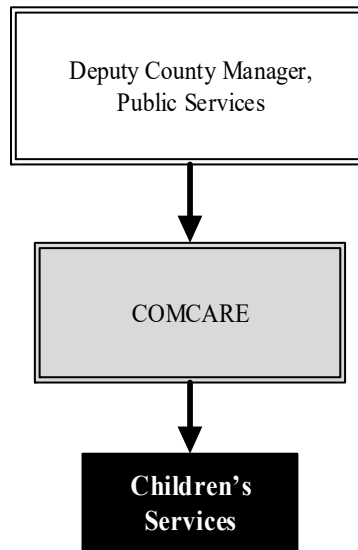 Deputy County Manager,
Public Services
COMCARE
Children’s
Services